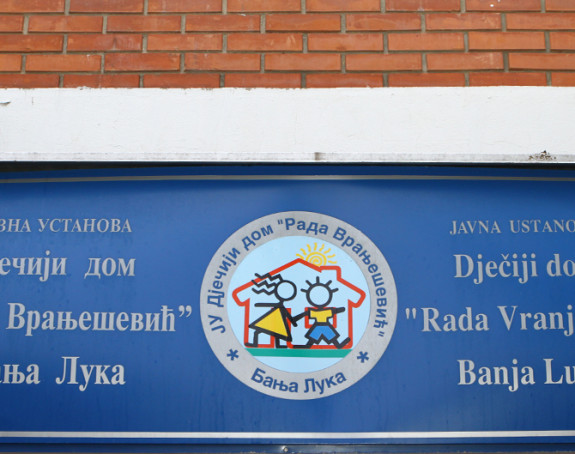 ВНА УСТАНОВА
ечији дом
Врањешевић”
ања Лука
ЈУ Дјечији дом "Рада Врањешевић"
* Бања Лука *
JAVNA USTANO
Dječiji do
"Rada Vranj
Banja Lu